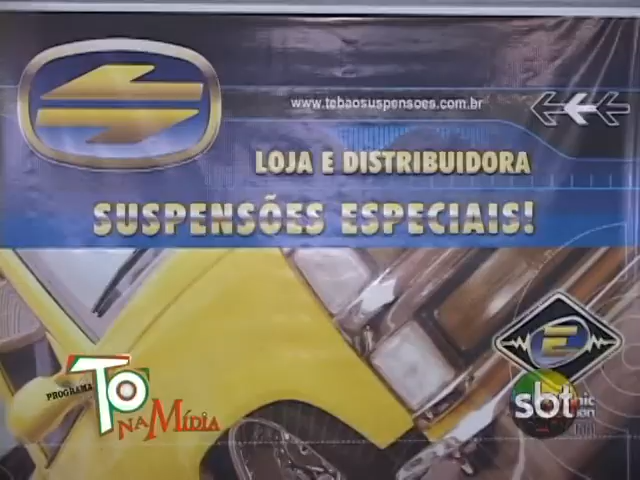 www.tebaosuspensoes.com.br
LOJA E DISTRIBUIDORA
SUSPENSÕES ESPECIAIS!
E
PROGRAMA
TO
NA MÍDIA
sbt